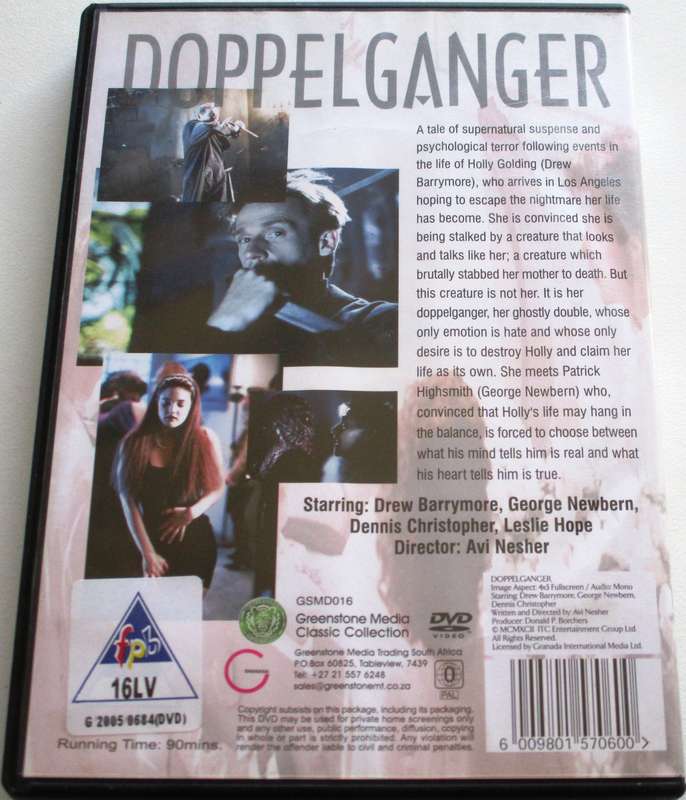 DOPPELGANGER
A tale of supernatural suspense and
psychological terror following events in
the life of Holly Golding (Drew
Barrymore), who arrives in Los Angeles
hoping to escape the nightmare her life
has become. She is convinced she is
being stalked by a creature that looks
and talks like her; a creature which
brutally stabbed her mother to death. But
this creature is not her. It is her
doppelganger, her ghostly double, whose
only emotion is hate and whose only
desire is to destroy Holly and claim her
life as its own. She meets Patrick
Highsmith (George Newbern) who,
convinced that Holly's life may hang in
the balance, is forced to choose between
what his mind tells him is real and what
his heart tells him is true.
Starring: Drew Barrymore, George Newbern,
Dennis Christopher, Leslie Hope
Director: Avi Nesher
fpb
16LV
G 2005/0684(DVD)
Running Time: 90mins.
GSMD016
Greenstone Media
Classic Collection
DVD
VIDEO
Greenstone Media Trading South Africa
P.O Box 60825, Tableview, 7439
Tel: +27 21 557 6248
sales@greenstonemt.co.za
0
PAL
Copyright subsists on this package, including its packaging.
This DVD may be used for private home screenings only
and any other use, public performance, diffusion, copying
in whole or part is strictly prohibited. Any violation will
render the offender liable to civil and criminal penalties.
DOPPELGANGER
Image Aspect: 4x3 Fullscreen / Audio: Mono
Starring: Drew Barrymore, George Newbern,
Dennis Christopher
Written and Directed by Avi Nesher
Producer: Donald P. Borchers
© MCMXCII ITC Entertainment Group Ltd.
All Rights Reserved.
Licensed by Granada International Media Ltd.
6 009801 570600 >